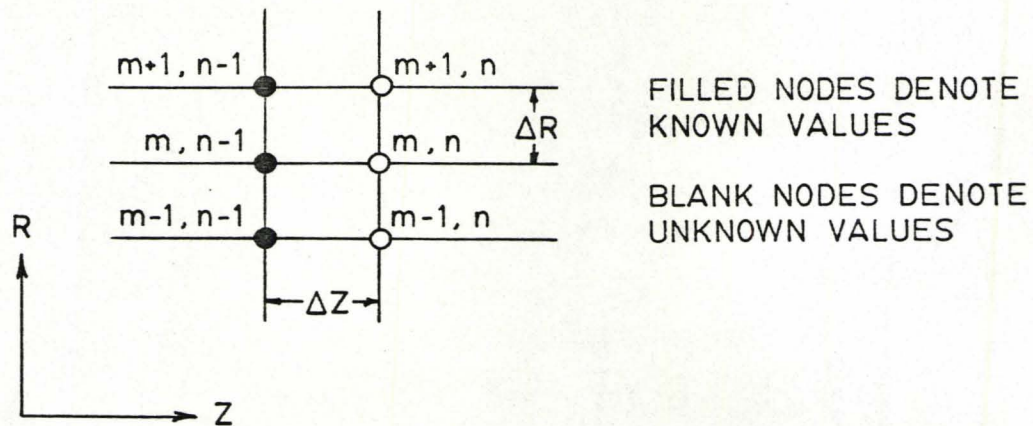 m+1, n-1
m+1, n
m, n-1
m, n
m-1, n-1
m-1, n
ΔR
ΔZ
R
Z
FILLED NODES DENOTE
KNOWN VALUES
BLANK NODES DENOTE
UNKNOWN VALUES